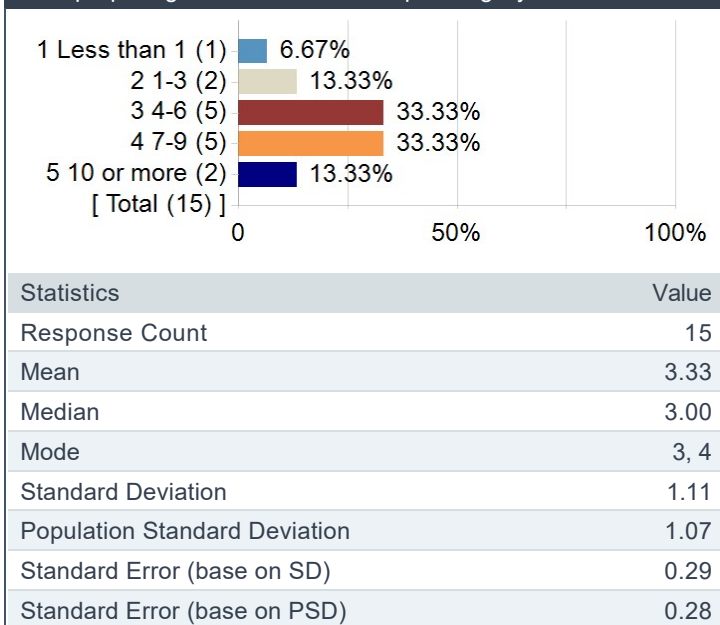 1 Less than 1 (1) 6.67%
2 1-3 (2) 13.33%
3 4-6 (5) 33.33%
4 7-9 (5) 33.33%
5 10 or more (2) 13.33%
[ Total (15) ]
0 50% 100%
Statistics Value
Response Count 15
Mean 3.33
Median 3.00
Mode 3, 4
Standard Deviation 1.11
Population Standard Deviation 1.07
Standard Error (base on SD) 0.29
Standard Error (base on PSD) 0.28